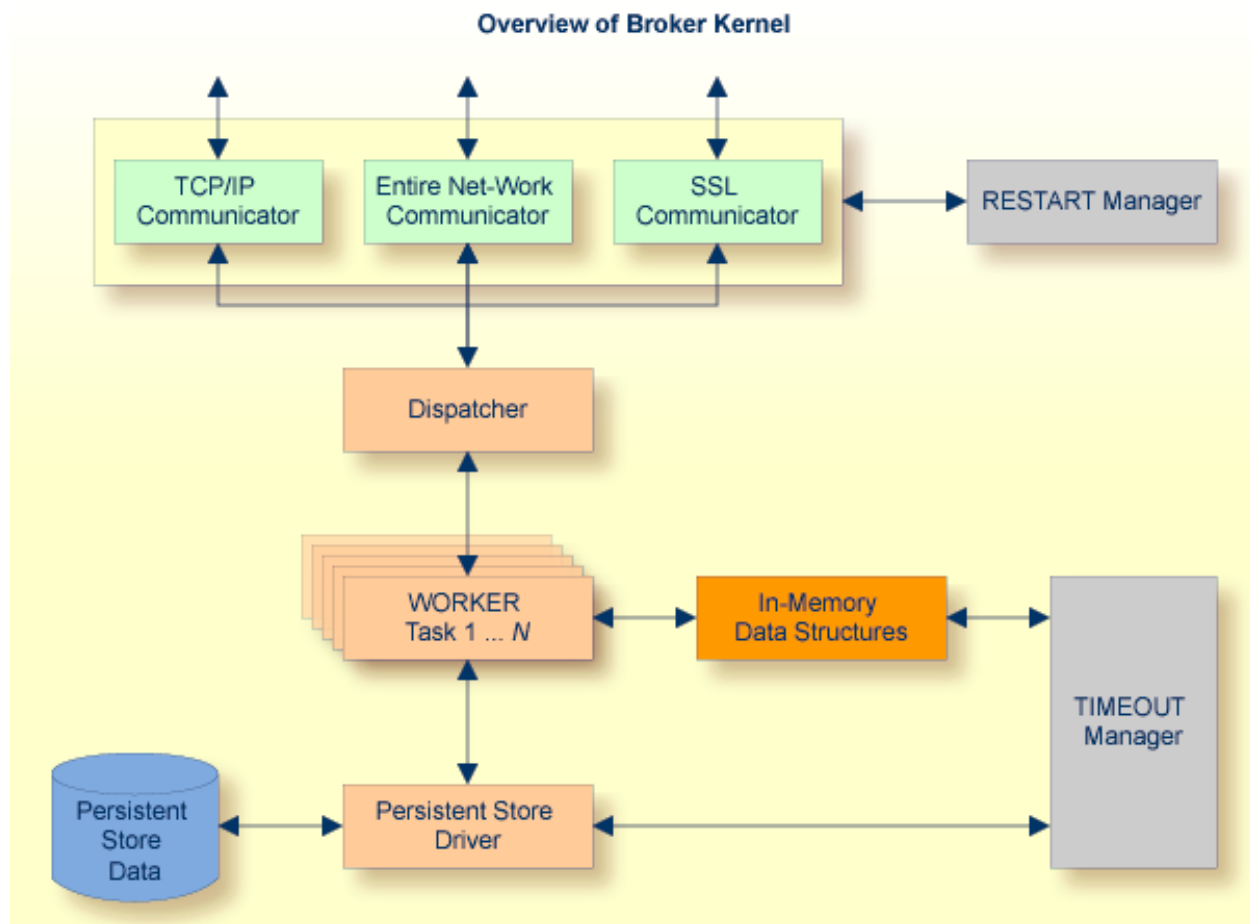 Overview of Broker Kernel
TCP/IP
Communicator
Entire Net-Work
Communicator
SSL
Communicator
RESTART Manager
Dispatcher
WORKER
Task 1 ... N
In-Memory
Data Structures
TIMEOUT
Manager
Persistent
Store
Data
Persistent Store
Driver